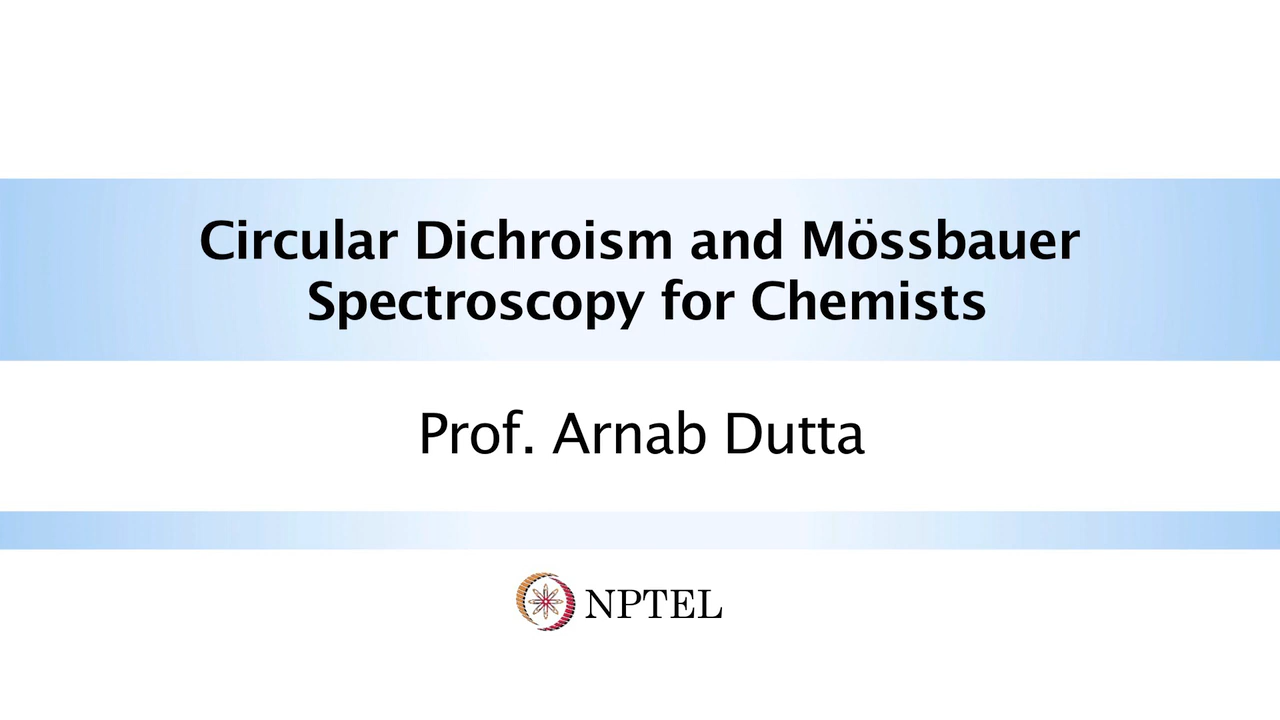 Circular Dichroism and Mössbauer
Spectroscopy for Chemists
Prof. Arnab Dutta
NPTEL